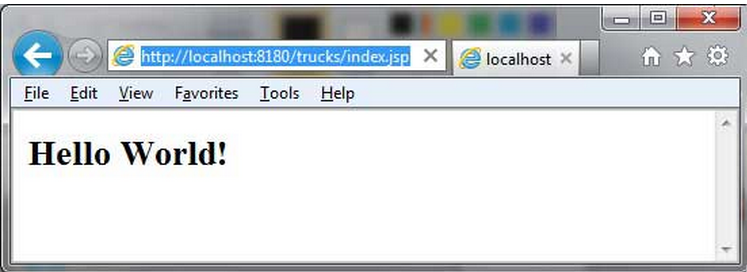 http://localhost:8180/trucks/index.jsp
localhost
File Edit View Favorites Tools Help
Hello World!